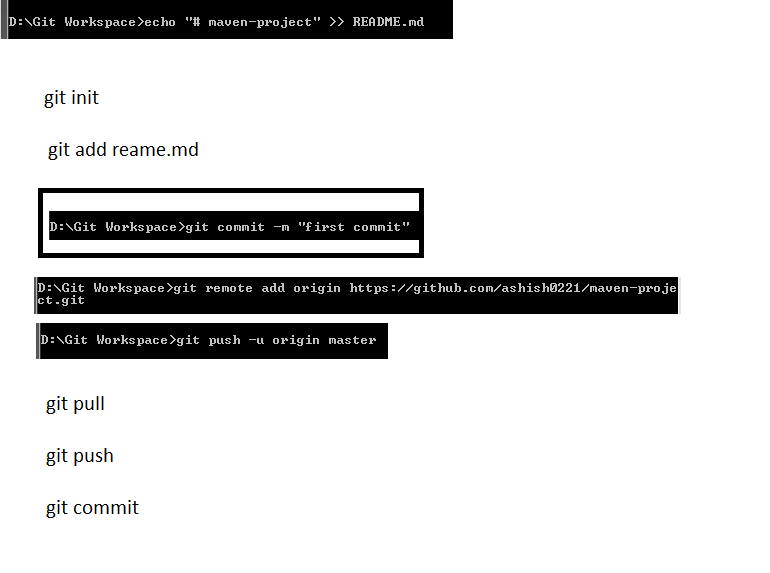 D:\Git Workspace>echo "# maven-project" >> README.md
git init
git add reame.md
D:\Git Workspace>git commit -m "first commit"
D:\Git Workspace>git remote add origin https://github.com/ashish0221/maven-proje
ct.git
D:\Git Workspace>git push -u origin master
git pull
git push
git commit